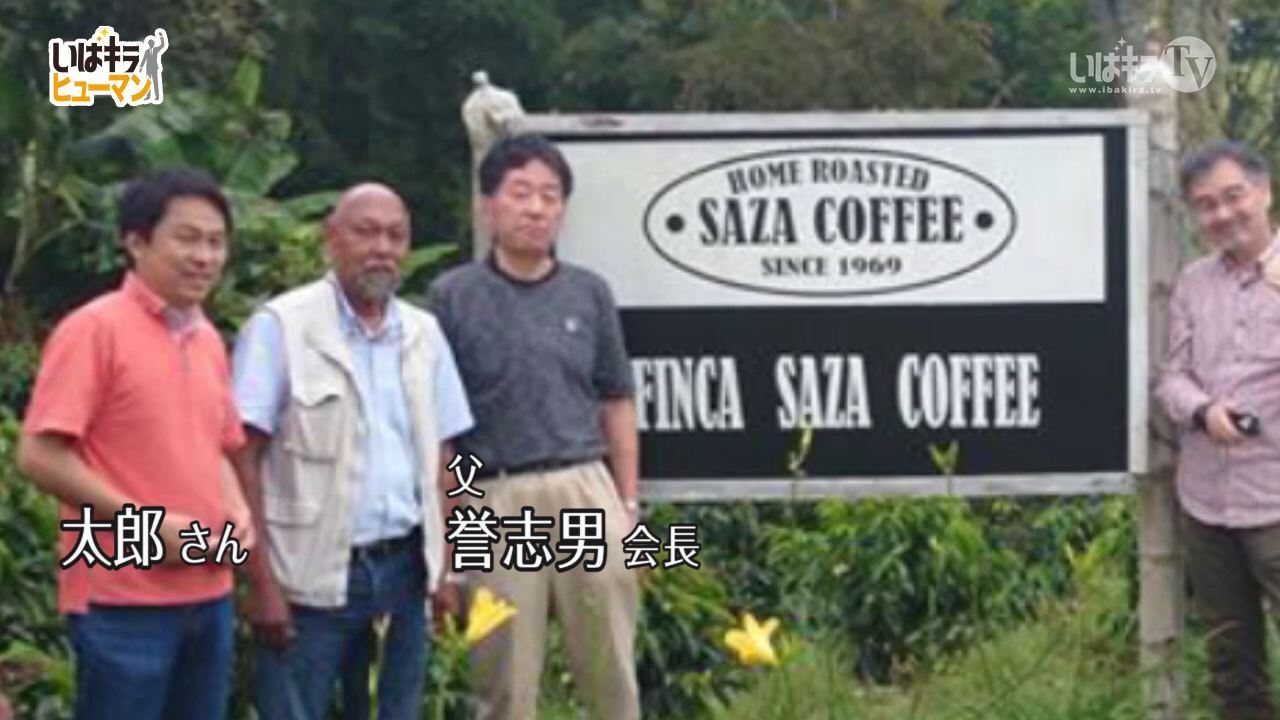 いばキラ
ヒューマン
いばキラTV
www.ibakira.tv
HOME ROASTED
SAZA COFFEE
SINCE 1969
FINCA SAZA COFFEE
父
太郎 さん
誉志男 会長